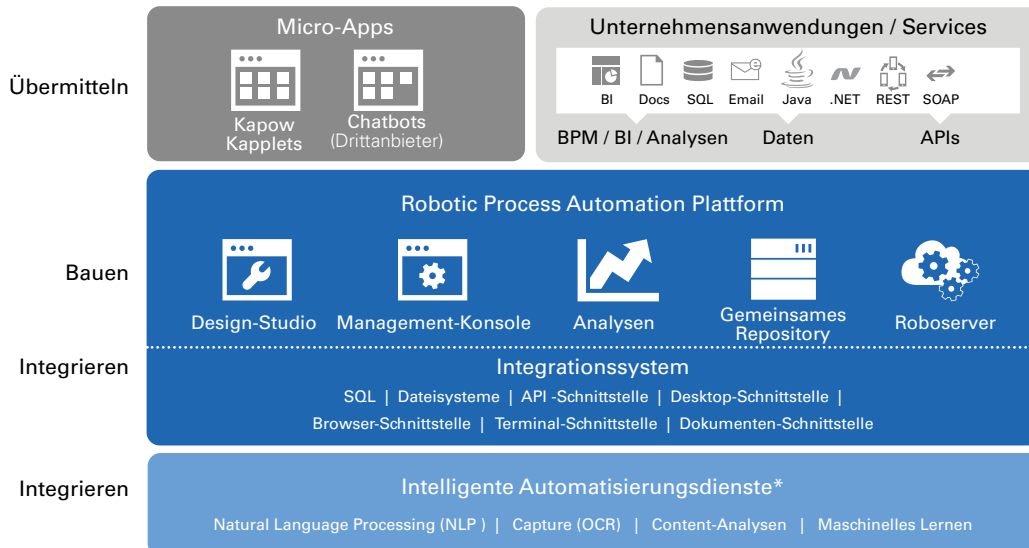 Micro-Apps
Unternehmensanwendungen / Services
Übermitteln
Kapow
Kapplets
Chatbots
(Drittanbieter)
BI Docs SQL Email Java .NET REST SOAP
BPM / BI / Analysen Daten APIs
Robotic Process Automation Plattform
Bauen
Design-Studio
Management-Konsole
Analysen
Gemeinsames
Repository
Roboserver
Integrieren
Integrationssystem
SQL | Dateisysteme | API -Schnittstelle | Desktop-Schnittstelle |
Browser-Schnittstelle | Terminal-Schnittstelle | Dokumenten-Schnittstelle
Integrieren
Intelligente Automatisierungsdienste*
Natural Language Processing (NLP ) | Capture (OCR) | Content-Analysen | Maschinelles Lernen